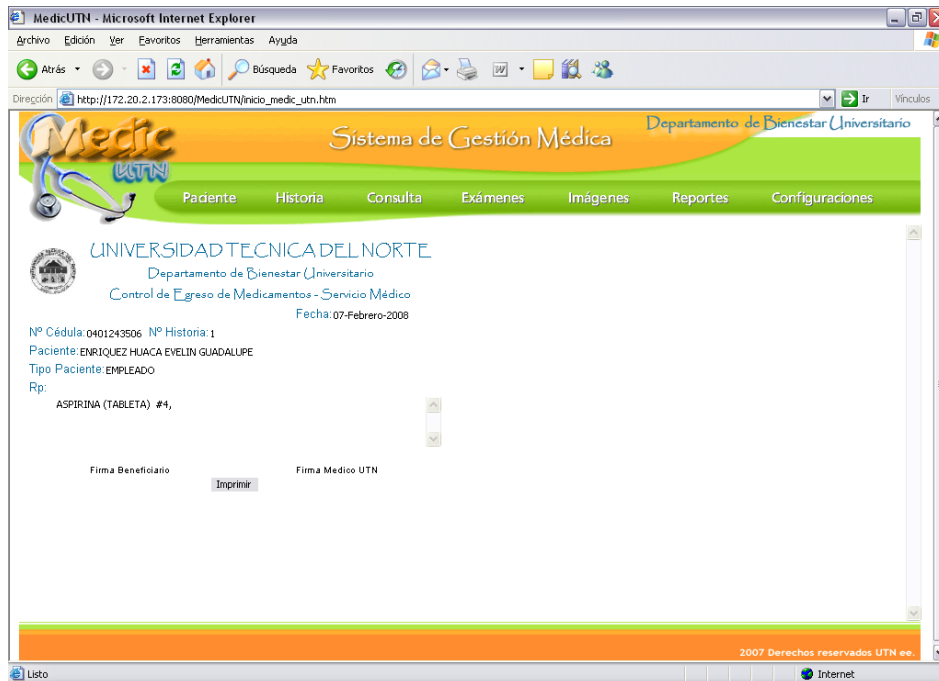 MedicUTN - Microsoft Internet Explorer
Archivo Edición Ver Favoritos Herramientas Ayuda
Atrás Búsqueda Favoritos
Dirección http://172.20.2.173:8080/MedicUTN/inicio_medic_utn.htm Ir Vínculos
Medic UTN
Sistema de Gestión Médica
Departamento de Bienestar Universitario
Paciente Historia Consulta Exámenes Imágenes Reportes Configuraciones
UNIVERSIDAD TECNICA DEL NORTE
Departamento de Bienestar Universitario
Control de Egreso de Medicamentos - Servicio Médico
Fecha: 07-Febrero-2008
Nº Cédula: 0401243506 Nº Historia: 1
Paciente: ENRIQUEZ HUACA EVELIN GUADALUPE
Tipo Paciente: EMPLEADO
Rp:
ASPIRINA (TABLETA) #4,
Firma Beneficiario Firma Medico UTN
Imprimir
2007 Derechos reservados UTN ee.
Listo Internet